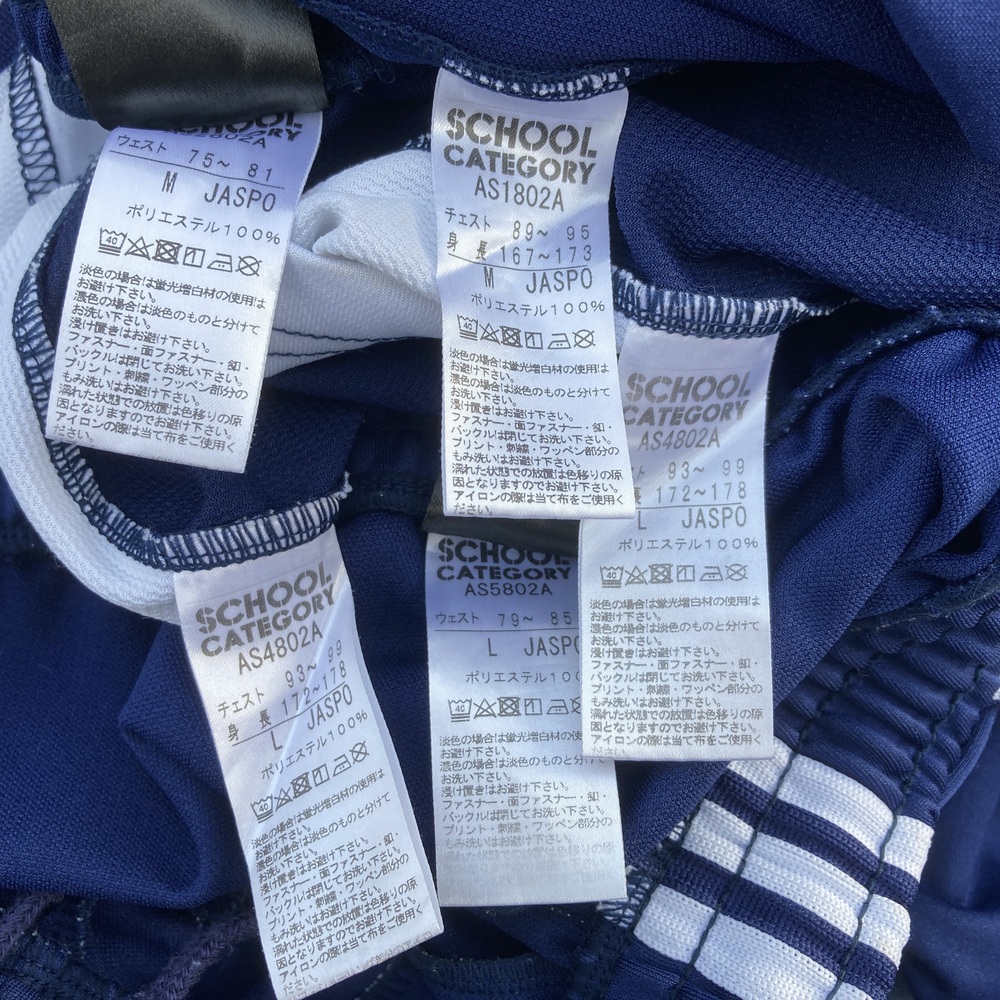 SCHOOL
CATEGORY
ウェスト 75~ 81
M JASPO
ポリエステル100%
40
淡色の場合は蛍光増白材の使用は
お避け下さい。
濃色の場合は淡色のものと分けて
お洗い下さい。
浸け置きはお避け下さい。
ファスナー・面ファスナー・釦・
バックルは閉じてお洗い下さい。
プリント・刺繍・ワッペン部分の
もみ洗いはお避け下さい。
濡れた状態での放置は色移りの原
因となりますのでお避け下さい。
アイロンの際は当て布をご使用く
ださい。
SCHOOL
CATEGORY
AS1802A
チェスト 89~ 95
身 長 167~173
M JASPO
ポリエステル100%
40
淡色の場合は蛍光増白材の使用は
お避け下さい。
濃色の場合は淡色のものと分けて
お洗い下さい。
浸け置きはお避け下さい。
ファスナー・面ファスナー・釦・
バックルは閉じてお洗い下さい。
プリント・刺繍・ワッペン部分の
もみ洗いはお避け下さい。
濡れた状態での放置は色移りの原
因となりますのでお避け下さい。
アイロンの際は当て布をご使用く
ださい。
SCHOOL
CATEGORY
AS4802A
93~ 99
長 172~178
L JASPO
ポリエステル100%
40
淡色の場合は蛍光増白材の使用は
お避け下さい。
濃色の場合は淡色のものと分けて
お洗い下さい。
浸け置きはお避け下さい。
ファスナー・面ファスナー・釦・
バックルは閉じてお洗い下さい。
プリント・刺繍・ワッペン部分の
もみ洗いはお避け下さい。
濡れた状態での放置は色移りの原
因となりますのでお避け下さい。
アイロンの際は当て布をご使用く
ださい。
SCHOOL
CATEGORY
AS4802A
チェスト 93~ 99
身 長 172~178
L JASPO
ポリエステル100%
40
淡色の場合は蛍光増白材の使用は
お避け下さい。
濃色の場合は淡色のものと分けて
お洗い下さい。
浸け置きはお避け下さい。
ファスナー・面ファスナー・釦・
バックルは閉じてお洗い下さい。
プリント・刺繍・ワッペン部分の
もみ洗いはお避け下さい。
濡れた状態での放置は色移りの原
因となりますのでお避け下さい。
アイロンの際は当て布をご使用く
ださい。
SCHOOL
CATEGORY
AS5802A
ウェスト 79~ 85
L JASPO
ポリエステル100
40
淡色の場合は蛍光増白材の
お避け下さい。
濃色の場合は淡色のものと分けて
お洗い下さい。
浸け置きはお避け下さい。
ファスナー・面ファスナー・釦・
バックルは閉じてお洗い下さい。
プリント・刺繍・ワッペン部分の
もみ洗いはお避け下さい。